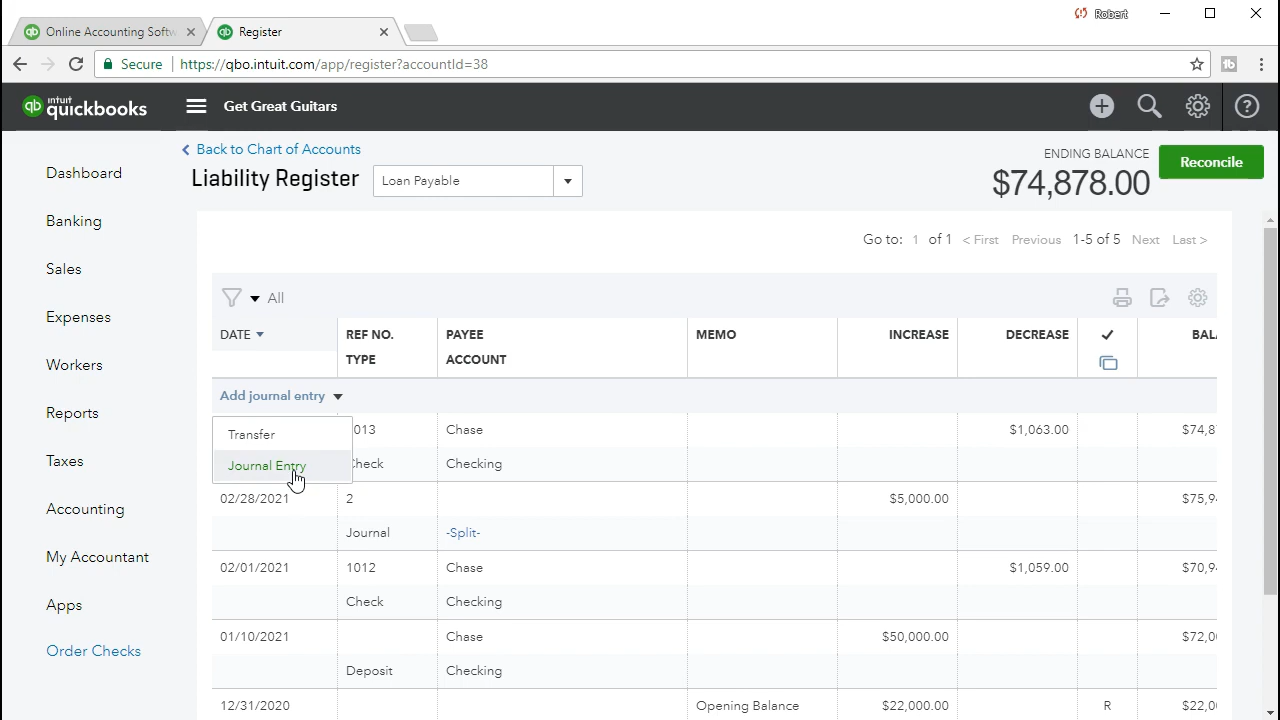 Robert
Online Accounting Softw
Register
Secure
https://qbo.intuit.com/app/register?accountId=38
intuit
quickbooks
Get Great Guitars
Back to Chart of Accounts
Liability Register
Loan Payable
ENDING BALANCE
$74,878.00
Reconcile
Dashboard
Banking
Sales
Expenses
Workers
Reports
Taxes
Accounting
My Accountant
Apps
Order Checks
Go to: 1 of 1 < First Previous 1-5 of 5 Next Last >
All
DATE REF NO. PAYEE MEMO INCREASE DECREASE ✓ BAL
TYPE ACCOUNT
Add journal entry
Transfer
Journal Entry
013 Chase $1,063.00 $74,8
Check Checking
02/28/2021 2 $5,000.00 $75,9
Journal -Split-
02/01/2021 1012 Chase $1,059.00 $70,9
Check Checking
01/10/2021 Chase $50,000.00 $72,0
Deposit Checking
12/31/2020 Opening Balance $22,000.00 R $22,0